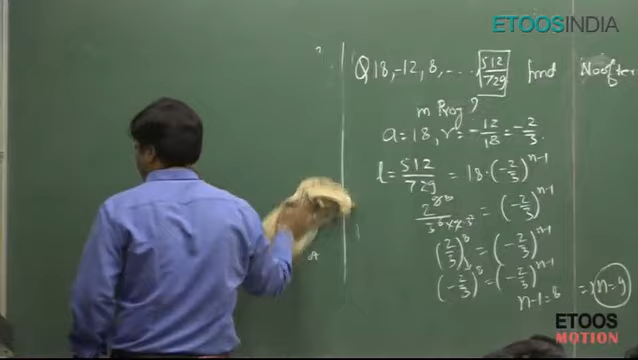 ETOOSINDIA
Q 18, -12, 8, .... 512/729 find No of ter
in Prog ?
a = 18, r = -12/18 = -2/3.
l = 512/729 = 18·(-2/3)^n-1
= (-2/3)^n-1
(2/3)^8 = (-2/3)^n-1
(-2/3)^8 = (-2/3)^n-1
n-1=8 => n=9
ETOOS
MOTION